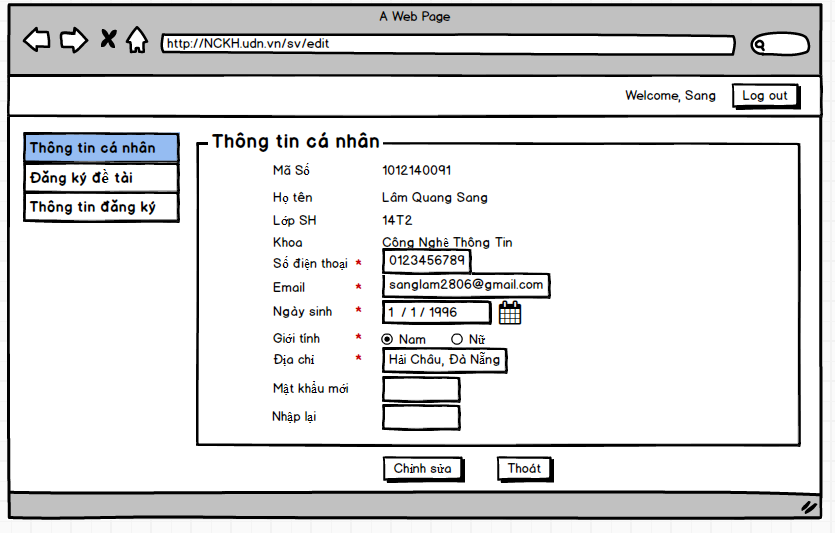 A Web Page
http://NCKH.udn.vn/sv/edit
Welcome, Sang
Log out
Thông tin cá nhân
Đăng ký đề tài
Thông tin đăng ký
Thông tin cá nhân
Mã Số 1012140091
Họ tên Lâm Quang Sang
Lớp SH 14T2
Khoa Công Nghệ Thông Tin
Số điện thoại * 0123456789
Email * sanglam2806@gmail.com
Ngày sinh * 1 / 1 / 1996
Giới tính * Nam Nữ
Địa chỉ * Hải Châu, Đà Nẵng
Mật khẩu mới
Nhập lại
Chỉnh sửa Thoát